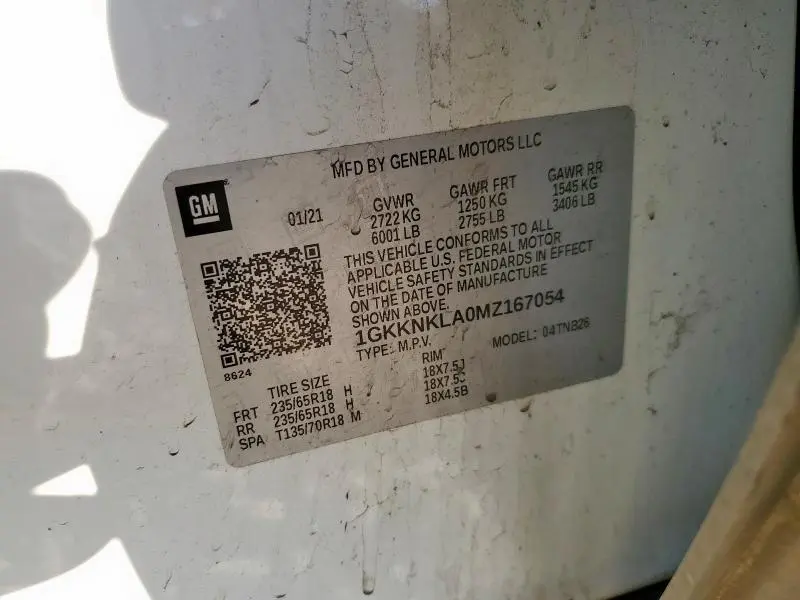 MFD BY GENERAL MOTORS LLC
GM
01/21
GVWR GAWR FRT GAWR RR
2722 KG 1250 KG 1545 KG
6001 LB 2755 LB 3406 LB
THIS VEHICLE CONFORMS TO ALL
APPLICABLE U.S. FEDERAL MOTOR
VEHICLE SAFETY STANDARDS IN EFFECT
ON THE DATE OF MANUFACTURE
SHOWN ABOVE.
1GKKNKLA0MZ167054
TYPE: M.P.V. MODEL: 04TNB26
8624
TIRE SIZE RIM
FRT 235/65R18 H 18X7.5J
RR 235/65R18 H 18X7.5J
SPA T135/70R18 M 18X4.5B